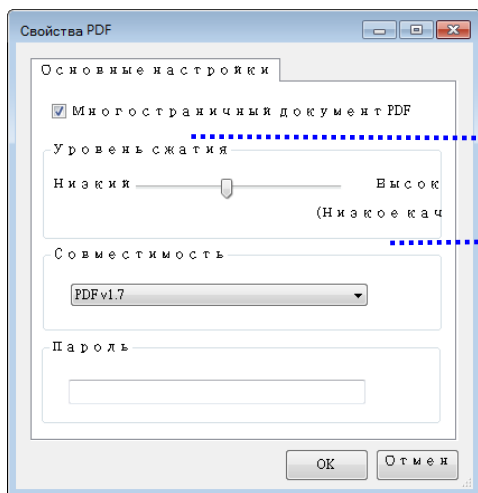 Свойства PDF
Основные настройки
Многостраничный документ PDF
Уровень сжатия
Низкий Высок
(Низкое кач
Совместимость
PDF v1.7
Пароль
OK Отмен